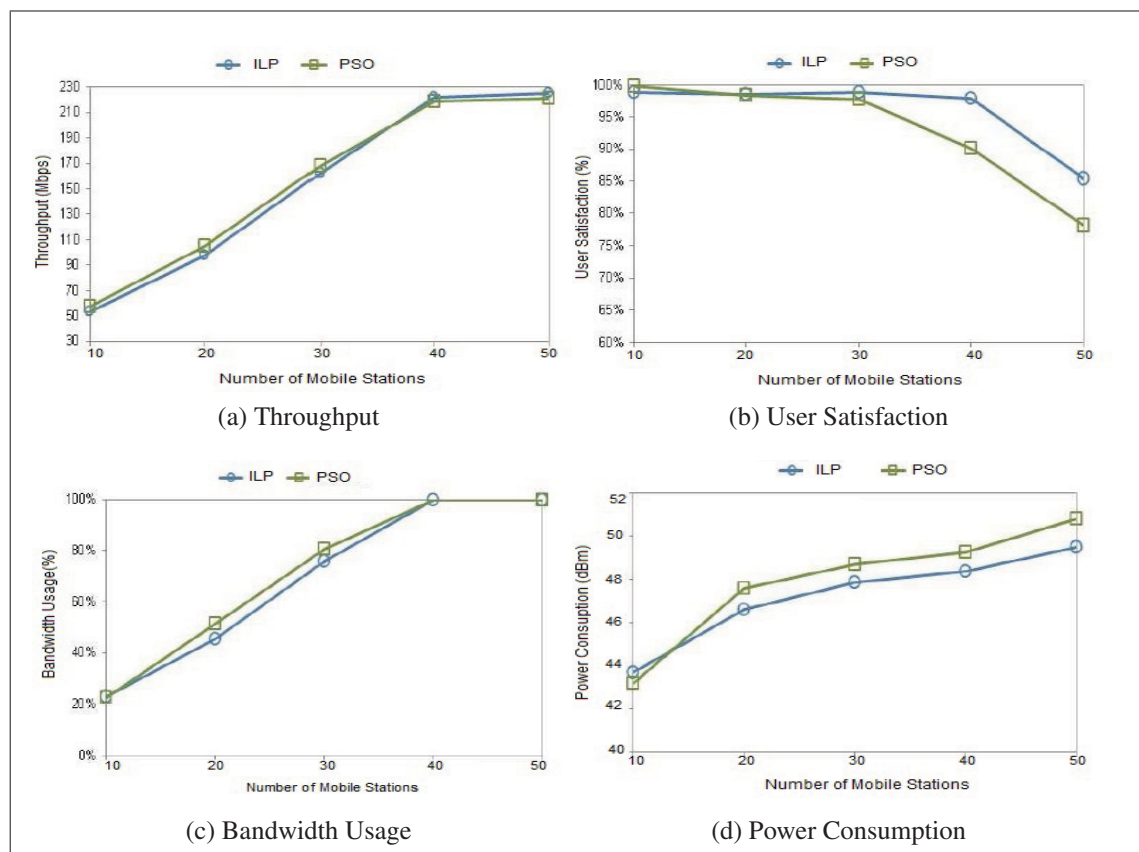 ILP PSO
230
210
190
170
150
130
110
90
70
50
30
Throughput (Mbps)
10 20 30 40 50
Number of Mobile Stations
(a) Throughput
ILP PSO
100%
95%
90%
85%
80%
75%
70%
65%
60%
User Satisfaction (%)
10 20 30 40 50
Number of Mobile Stations
(b) User Satisfaction
ILP PSO
100%
80%
60%
40%
20%
0%
Bandwidth Usage(%)
10 20 30 40 50
Number of Mobile Stations
(c) Bandwidth Usage
ILP PSO
52
50
48
46
44
42
40
Power Consuption (dBm)
10 20 30 40 50
Number of Mobile Stations
(d) Power Consumption